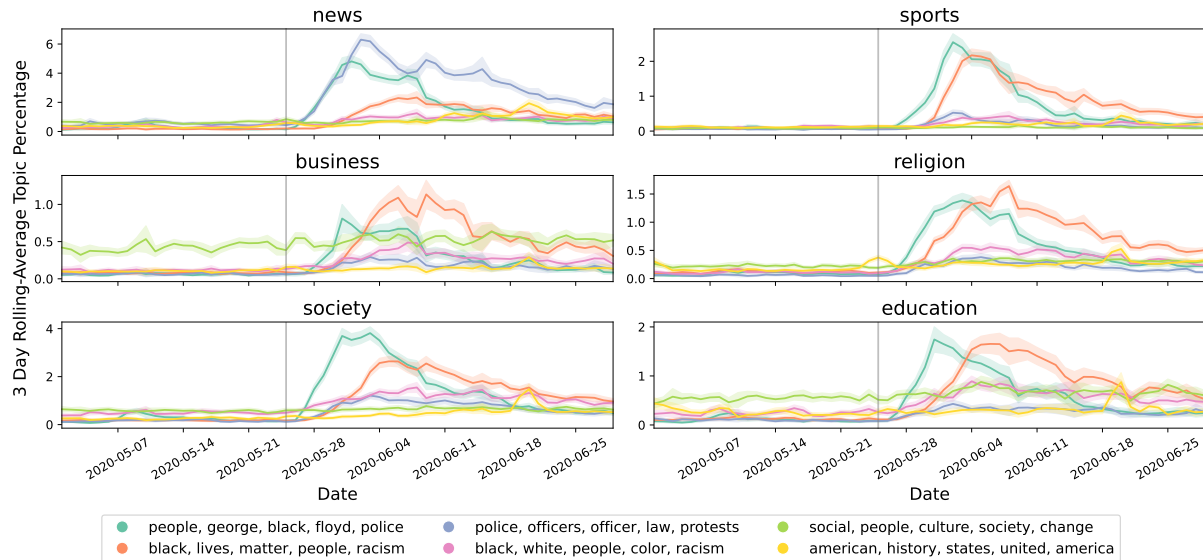 news
sports
6
4
2
0
2
1
0
business
religion
1.0
0.5
0.0
1.5
1.0
0.5
0.0
society
education
4
2
0
2
1
0
3 Day Rolling-Average Topic Percentage
2020-05-07
2020-05-14
2020-05-21
2020-05-28
2020-06-04
2020-06-11
2020-06-18
2020-06-25
2020-05-07
2020-05-14
2020-05-21
2020-05-28
2020-06-04
2020-06-11
2020-06-18
2020-06-25
Date
Date
people, george, black, floyd, police
police, officers, officer, law, protests
social, people, culture, society, change
black, lives, matter, people, racism
black, white, people, color, racism
american, history, states, united, america